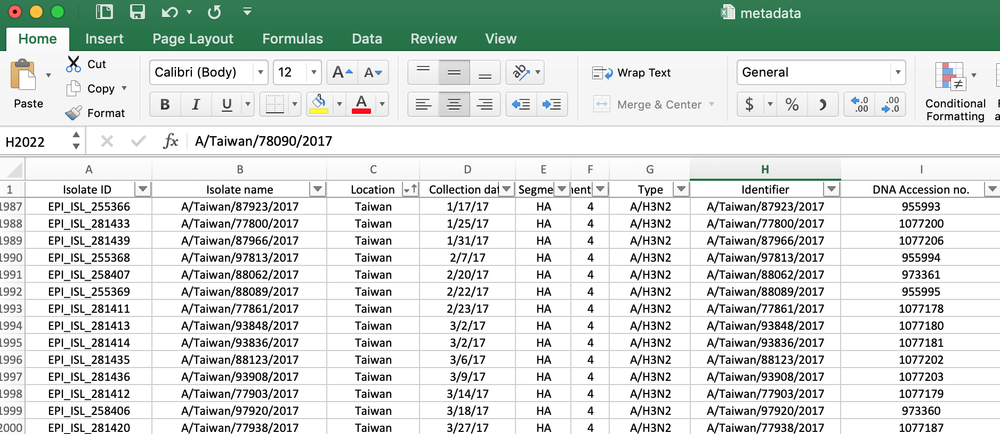 metadata
Home Insert Page Layout Formulas Data Review View
Paste
Cut
Copy
Format
Calibri (Body) 12 A A
B I U A
ab Wrap Text
Merge & Center
General
$ % .0 .00 .00 .0
Conditional
Formatting
H2022 fx A/Taiwan/78090/2017
A B C D E F G H I
1 Isolate ID Isolate name Location Collection dat Segme nent Type Identifier DNA Accession no.
1987 EPI_ISL_255366 A/Taiwan/87923/2017 Taiwan 1/17/17 HA 4 A/H3N2 A/Taiwan/87923/2017 955993
1988 EPI_ISL_281433 A/Taiwan/77800/2017 Taiwan 1/25/17 HA 4 A/H3N2 A/Taiwan/77800/2017 1077200
1989 EPI_ISL_281439 A/Taiwan/87966/2017 Taiwan 1/31/17 HA 4 A/H3N2 A/Taiwan/87966/2017 1077206
1990 EPI_ISL_255368 A/Taiwan/97813/2017 Taiwan 2/7/17 HA 4 A/H3N2 A/Taiwan/97813/2017 955994
1991 EPI_ISL_258407 A/Taiwan/88062/2017 Taiwan 2/20/17 HA 4 A/H3N2 A/Taiwan/88062/2017 973361
1992 EPI_ISL_255369 A/Taiwan/88089/2017 Taiwan 2/22/17 HA 4 A/H3N2 A/Taiwan/88089/2017 955995
1993 EPI_ISL_281411 A/Taiwan/77861/2017 Taiwan 2/23/17 HA 4 A/H3N2 A/Taiwan/77861/2017 1077178
1994 EPI_ISL_281413 A/Taiwan/93848/2017 Taiwan 3/2/17 HA 4 A/H3N2 A/Taiwan/93848/2017 1077180
1995 EPI_ISL_281414 A/Taiwan/93836/2017 Taiwan 3/2/17 HA 4 A/H3N2 A/Taiwan/93836/2017 1077181
1996 EPI_ISL_281435 A/Taiwan/88123/2017 Taiwan 3/6/17 HA 4 A/H3N2 A/Taiwan/88123/2017 1077202
1997 EPI_ISL_281436 A/Taiwan/93908/2017 Taiwan 3/9/17 HA 4 A/H3N2 A/Taiwan/93908/2017 1077203
1998 EPI_ISL_281412 A/Taiwan/77903/2017 Taiwan 3/14/17 HA 4 A/H3N2 A/Taiwan/77903/2017 1077179
1999 EPI_ISL_258406 A/Taiwan/97920/2017 Taiwan 3/18/17 HA 4 A/H3N2 A/Taiwan/97920/2017 973360
2000 EPI_ISL_281420 A/Taiwan/77938/2017 Taiwan 3/27/17 HA 4 A/H3N2 A/Taiwan/77938/2017 1077187